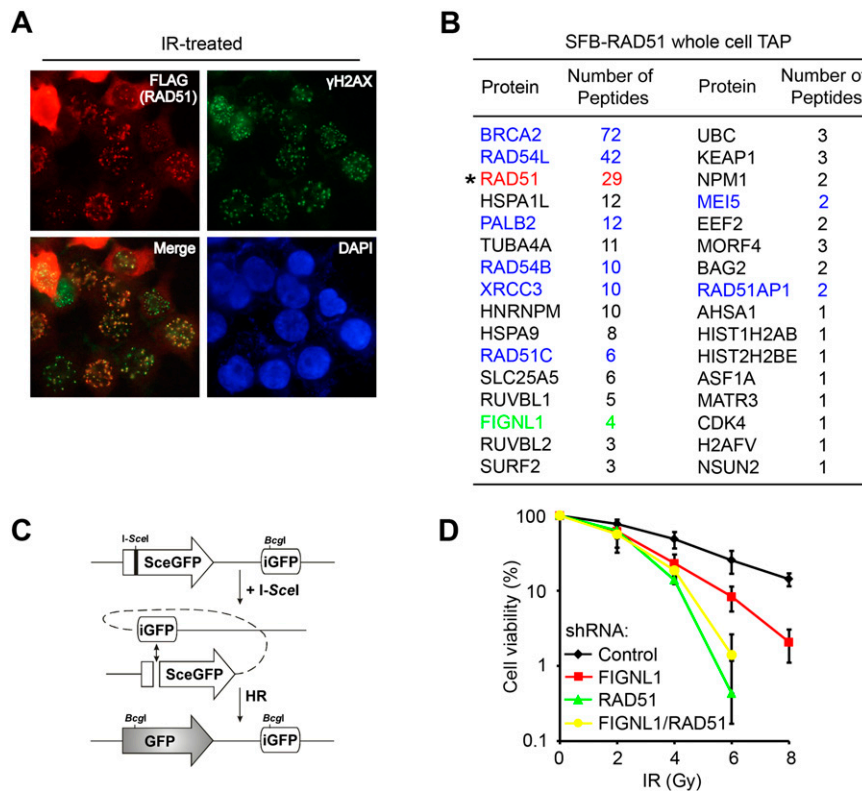 A
IR-treated
FLAG
(RAD51)
γH2AX
Merge
DAPI
B
SFB-RAD51 whole cell TAP
Protein Number of Peptides Protein Number of Peptides
BRCA2 72 UBC 3
RAD54L 42 KEAP1 3
* RAD51 29 NPM1 2
HSPA1L 12 MEI5 2
PALB2 12 EEF2 2
TUBA4A 11 MORF4 3
RAD54B 10 BAG2 2
XRCC3 10 RAD51AP1 2
HNRNPM 10 AHSA1 1
HSPA9 8 HIST1H2AB 1
RAD51C 6 HIST2H2BE 1
SLC25A5 6 ASF1A 1
RUVBL1 5 MATR3 1
FIGNL1 4 CDK4 1
RUVBL2 3 H2AFV 1
SURF2 3 NSUN2 1
C
I-SceI
BcgI
SceGFP
iGFP
+ I-SceI
iGFP
SceGFP
HR
BcgI
BcgI
GFP
iGFP
D
Cell viability (%)
100
10
1
0.1
shRNA:
Control
FIGNL1
RAD51
FIGNL1/RAD51
0 2 4 6 8
IR (Gy)